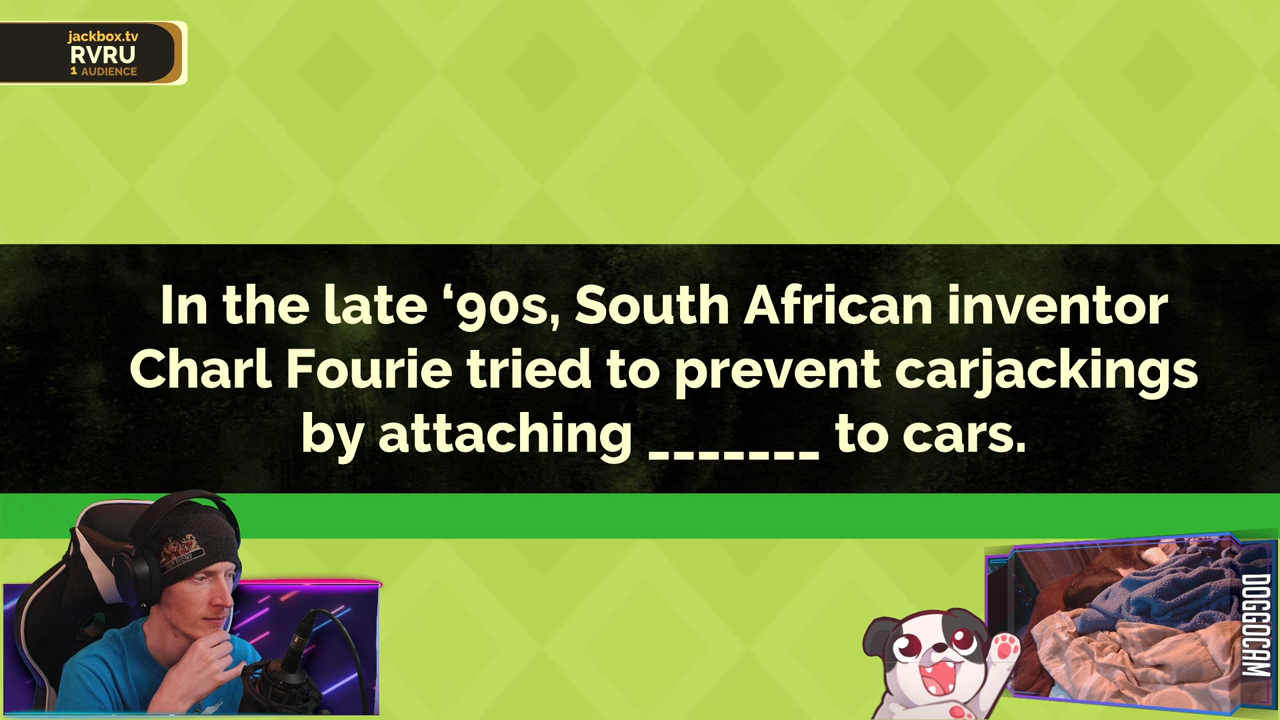 jackbox.tv
RVRU
1 AUDIENCE
In the late ‘90s, South African inventor
Charl Fourie tried to prevent carjackings
by attaching _______ to cars.
DOGGOCAM